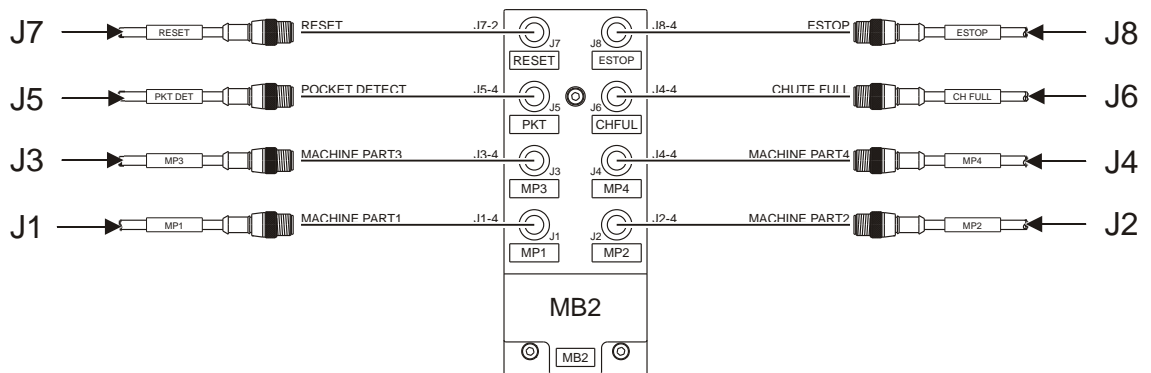 J7 RESET RESET J7-2 J7 J8 J8-4 ESTOP ESTOP J8
RESET ESTOP
J5 PKT DET POCKET DETECT J5-4 J5 J6 J4-4 CHUTE FULL CH FULL J6
PKT CHFUL
J3 MP3 MACHINE PART3 J3-4 J3 J4 J4-4 MACHINE PART4 MP4 J4
MP3 MP4
J1 MP1 MACHINE PART1 J1-4 J1 J2 J2-4 MACHINE PART2 MP2 J2
MP1 MP2
MB2
MB2